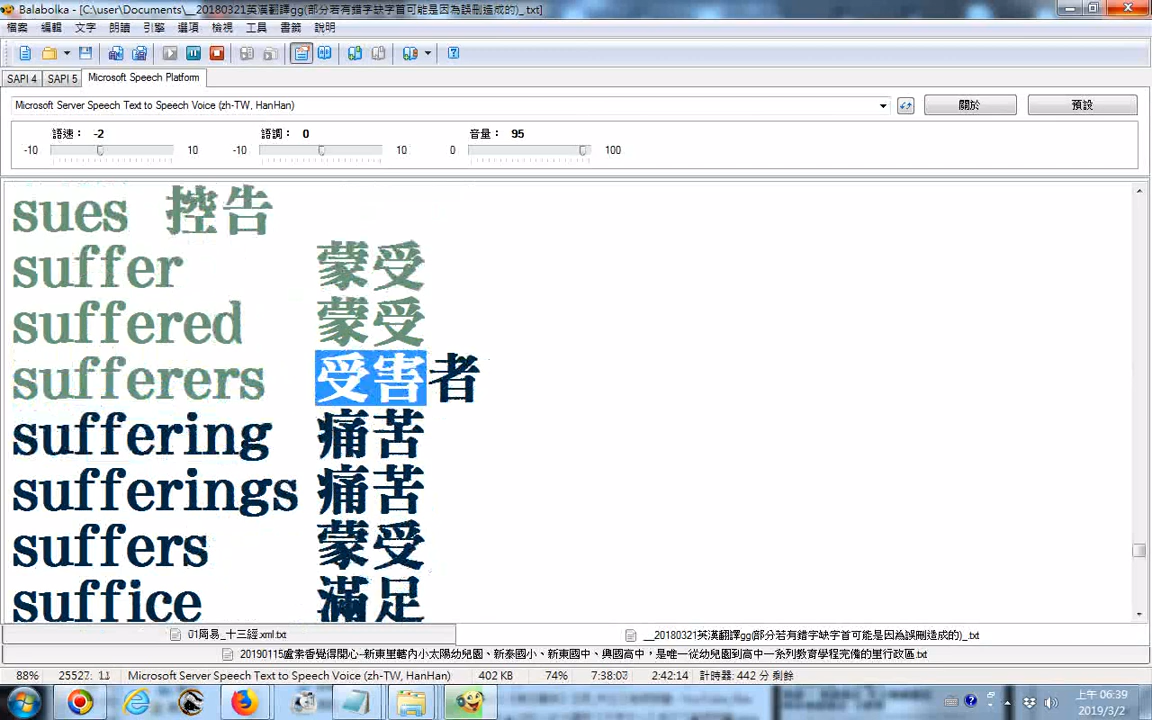 Balabolka - [C:\user\Documents\__20180321英漢翻譯gg(部分若有錯字缺字首可能是因為誤刪造成的)_.txt]
檔案 編輯 文字 朗讀 引擎 選項 檢視 工具 書籤 說明
SAPI 4 SAPI 5 Microsoft Speech Platform
Microsoft Server Speech Text to Speech Voice (zh-TW, HanHan) 關於 預設
語速： -2 語調： 0 音量： 95
-10 10 -10 10 0 100
sues 控告
suffer 蒙受
suffered 蒙受
sufferers 受害者
suffering 痛苦
sufferings 痛苦
suffers 蒙受
suffice 滿足
01周易_十三經.xml.txt __20180321英漢翻譯gg(部分若有錯字缺字首可能是因為誤刪造成的)_.txt
20190115盧素香覺得開心-新東里轄內小太陽幼兒園、新泰國小、新東國中、興國高中，是唯一從幼兒園到高中一系列教育學程完備的里行政區.txt
88% 25527: 11 Microsoft Server Speech Text to Speech Voice (zh-TW, HanHan) 402 KB 74% 7:38:03 2:42:14 計時器: 442 分 剩餘
上午 06:39
2019/3/2